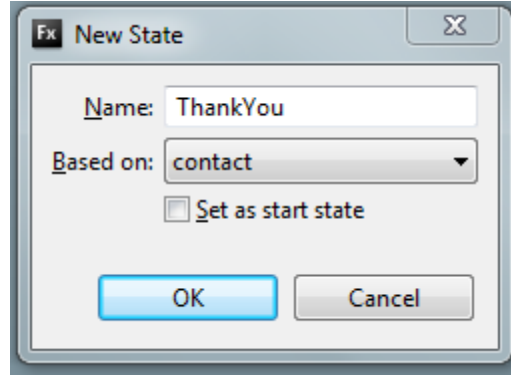 Fx New State
Name: ThankYou
Based on: contact
Set as start state
OK Cancel